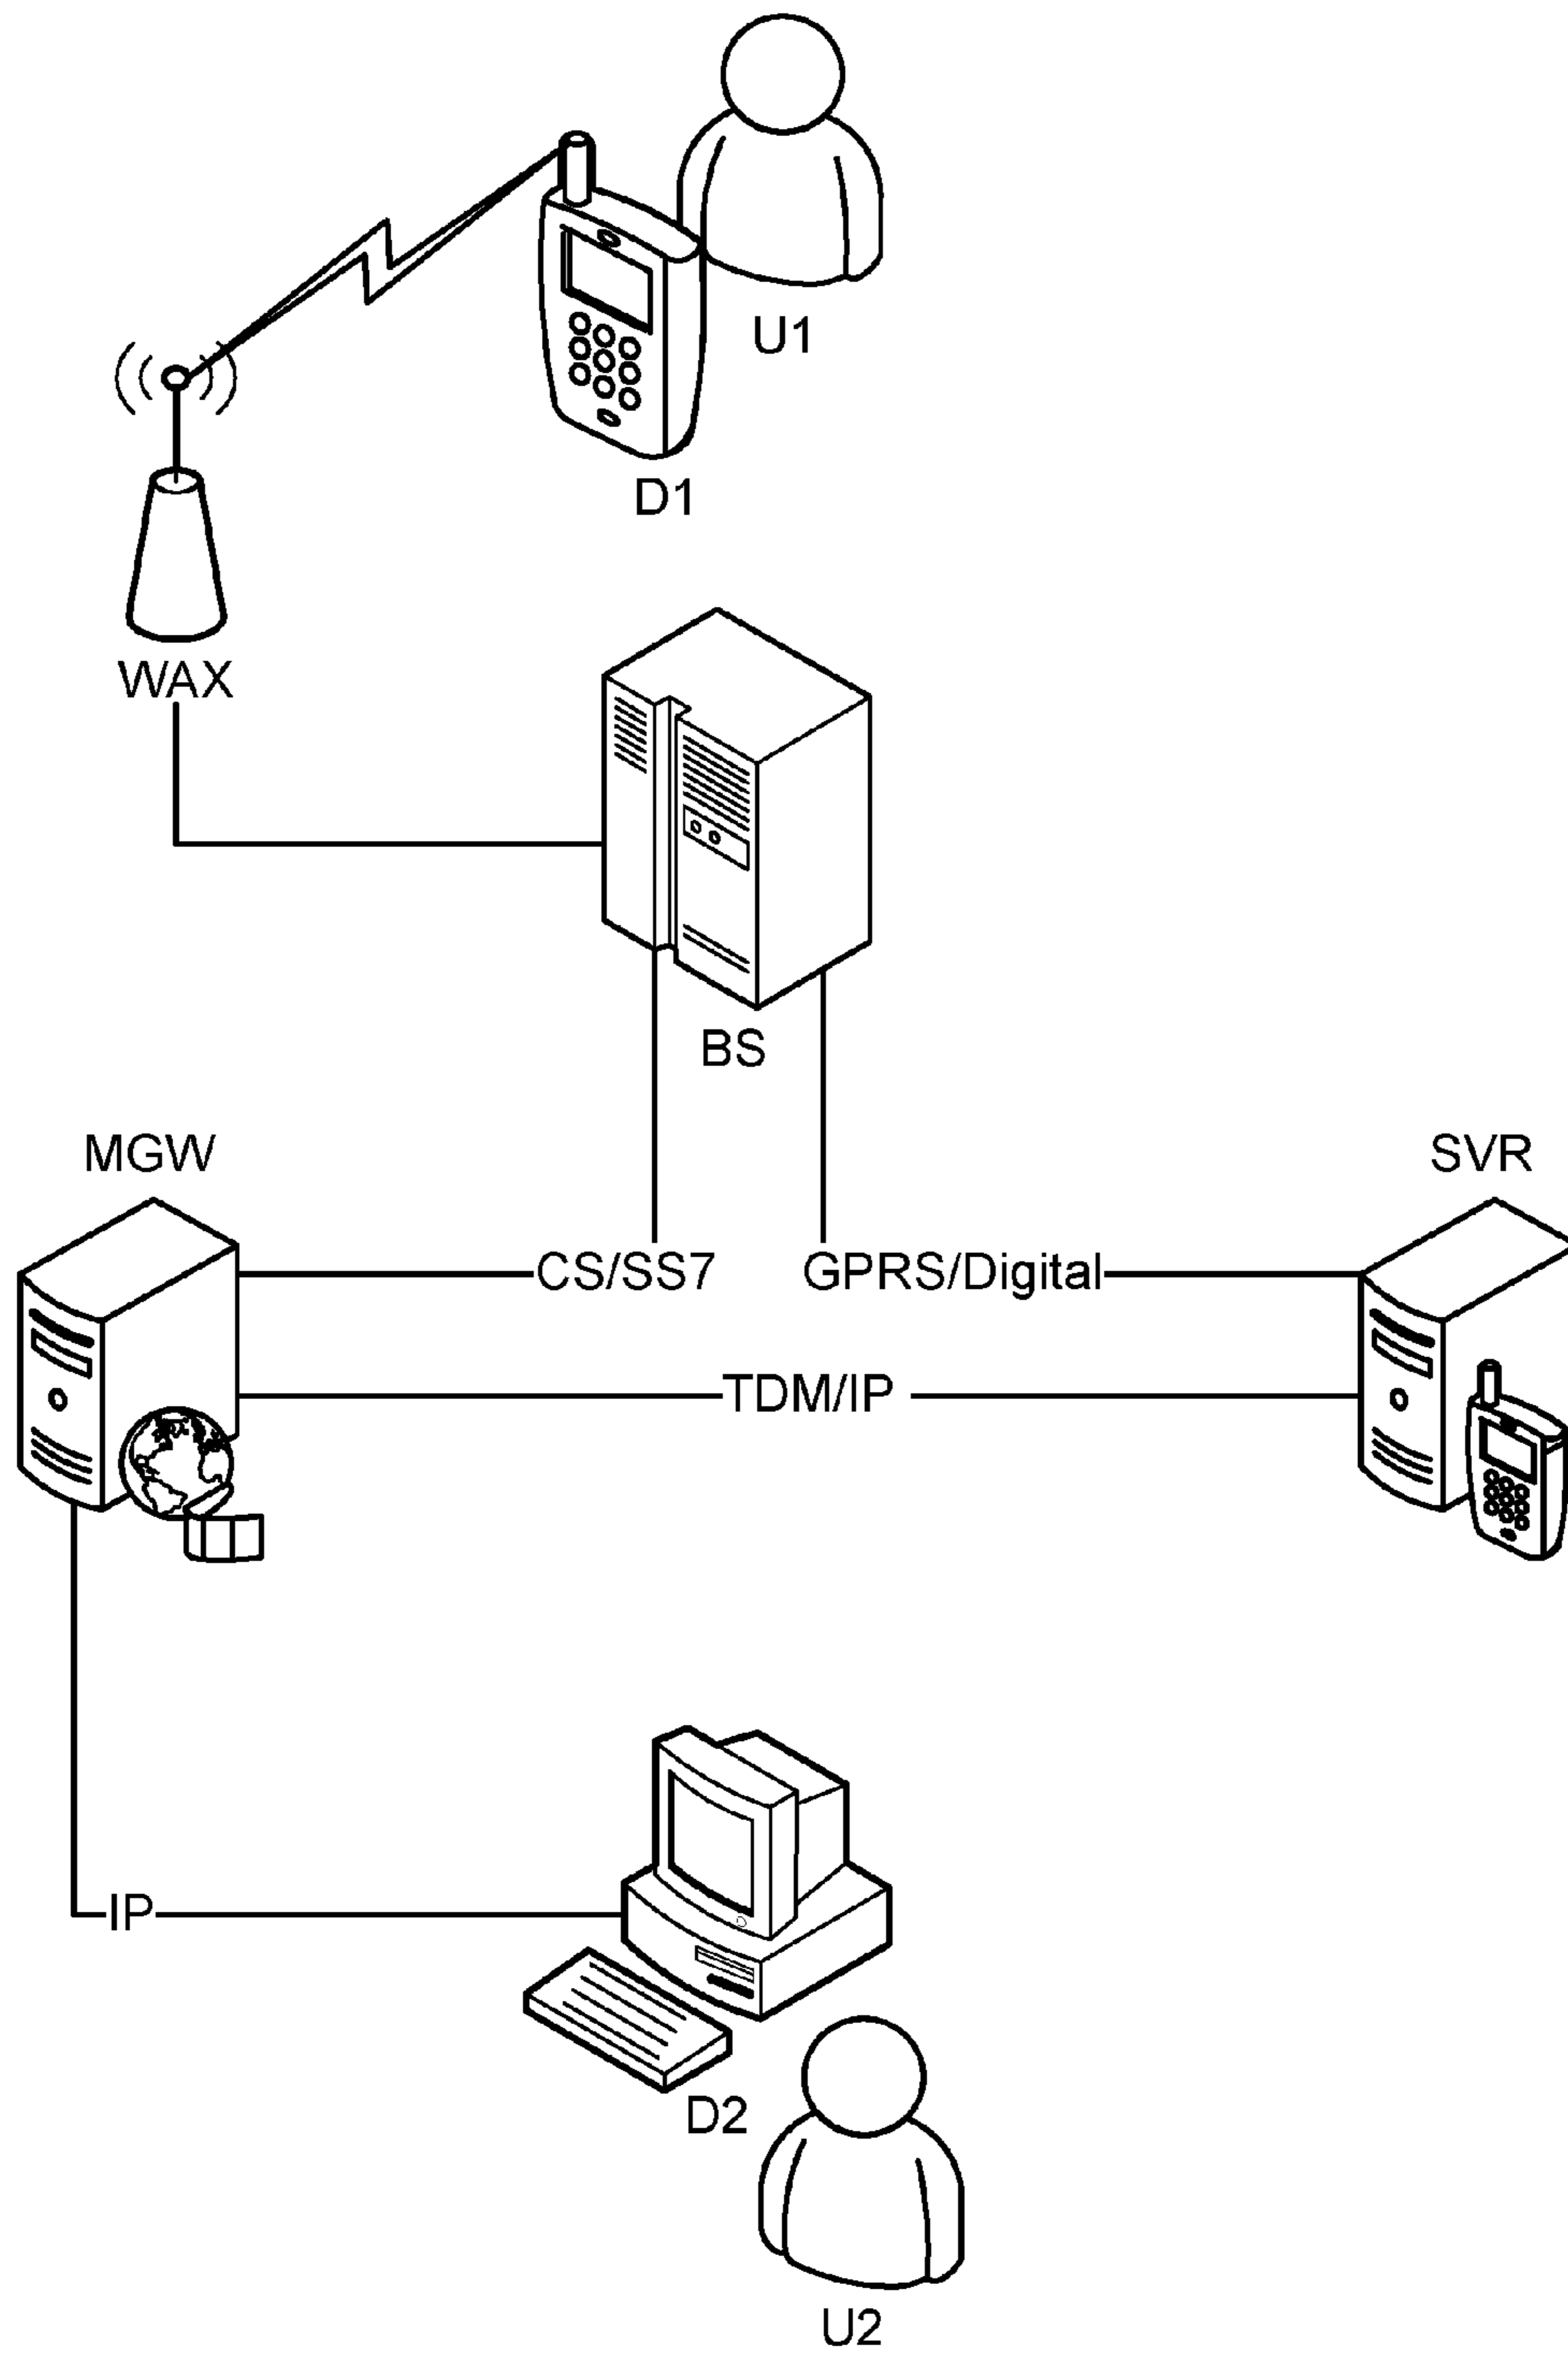 U1
D1
WAX
BS
MGW
SVR
CS/SS7
GPRS/Digital
TDM/IP
IP
D2
U2